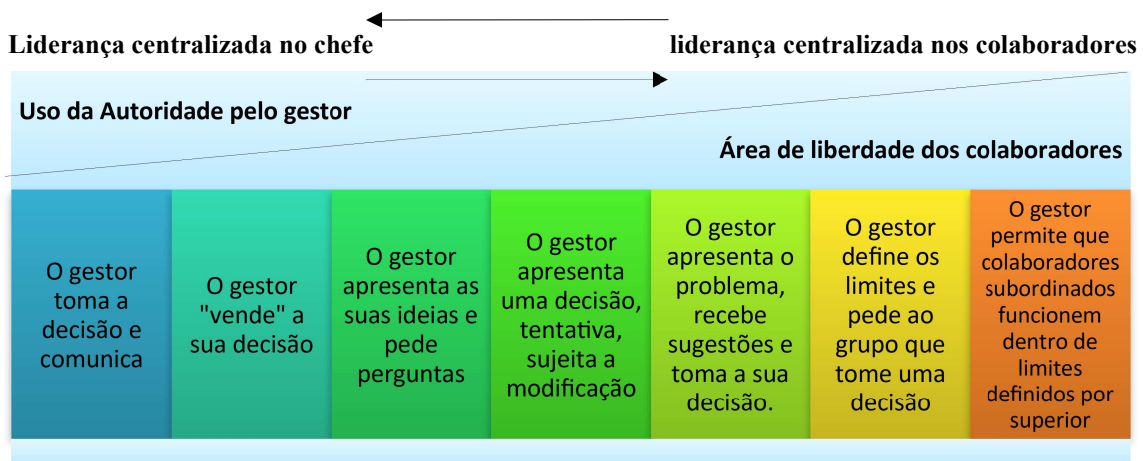 Liderança centralizada no chefe
liderança centralizada nos colaboradores
Uso da Autoridade pelo gestor
Área de liberdade dos colaboradores
O gestor
toma a
decisão e
comunica
O gestor
"vende" a
sua decisão
O gestor
apresenta as
suas ideias e
pede
perguntas
O gestor
apresenta
uma decisão,
tentativa,
sujeita a
modificação
O gestor
apresenta o
problema,
recebe
sugestões e
toma a sua
decisão.
O gestor
define os
limites e
pede ao
grupo que
tome uma
decisão
O gestor
permite que
colaboradores
subordinados
funcionem
dentro de
limites
definidos por
superior